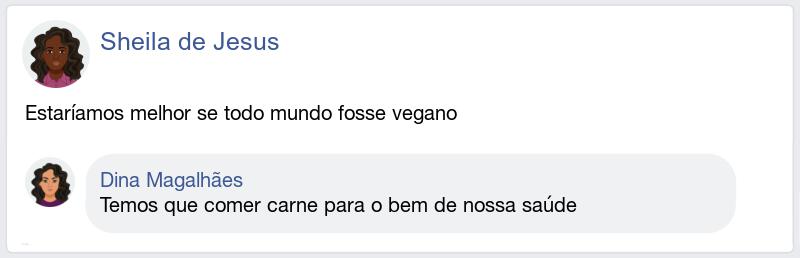 Sheila de Jesus
Estaríamos melhor se todo mundo fosse vegano
Dina Magalhães
Temos que comer carne para o bem de nossa saúde